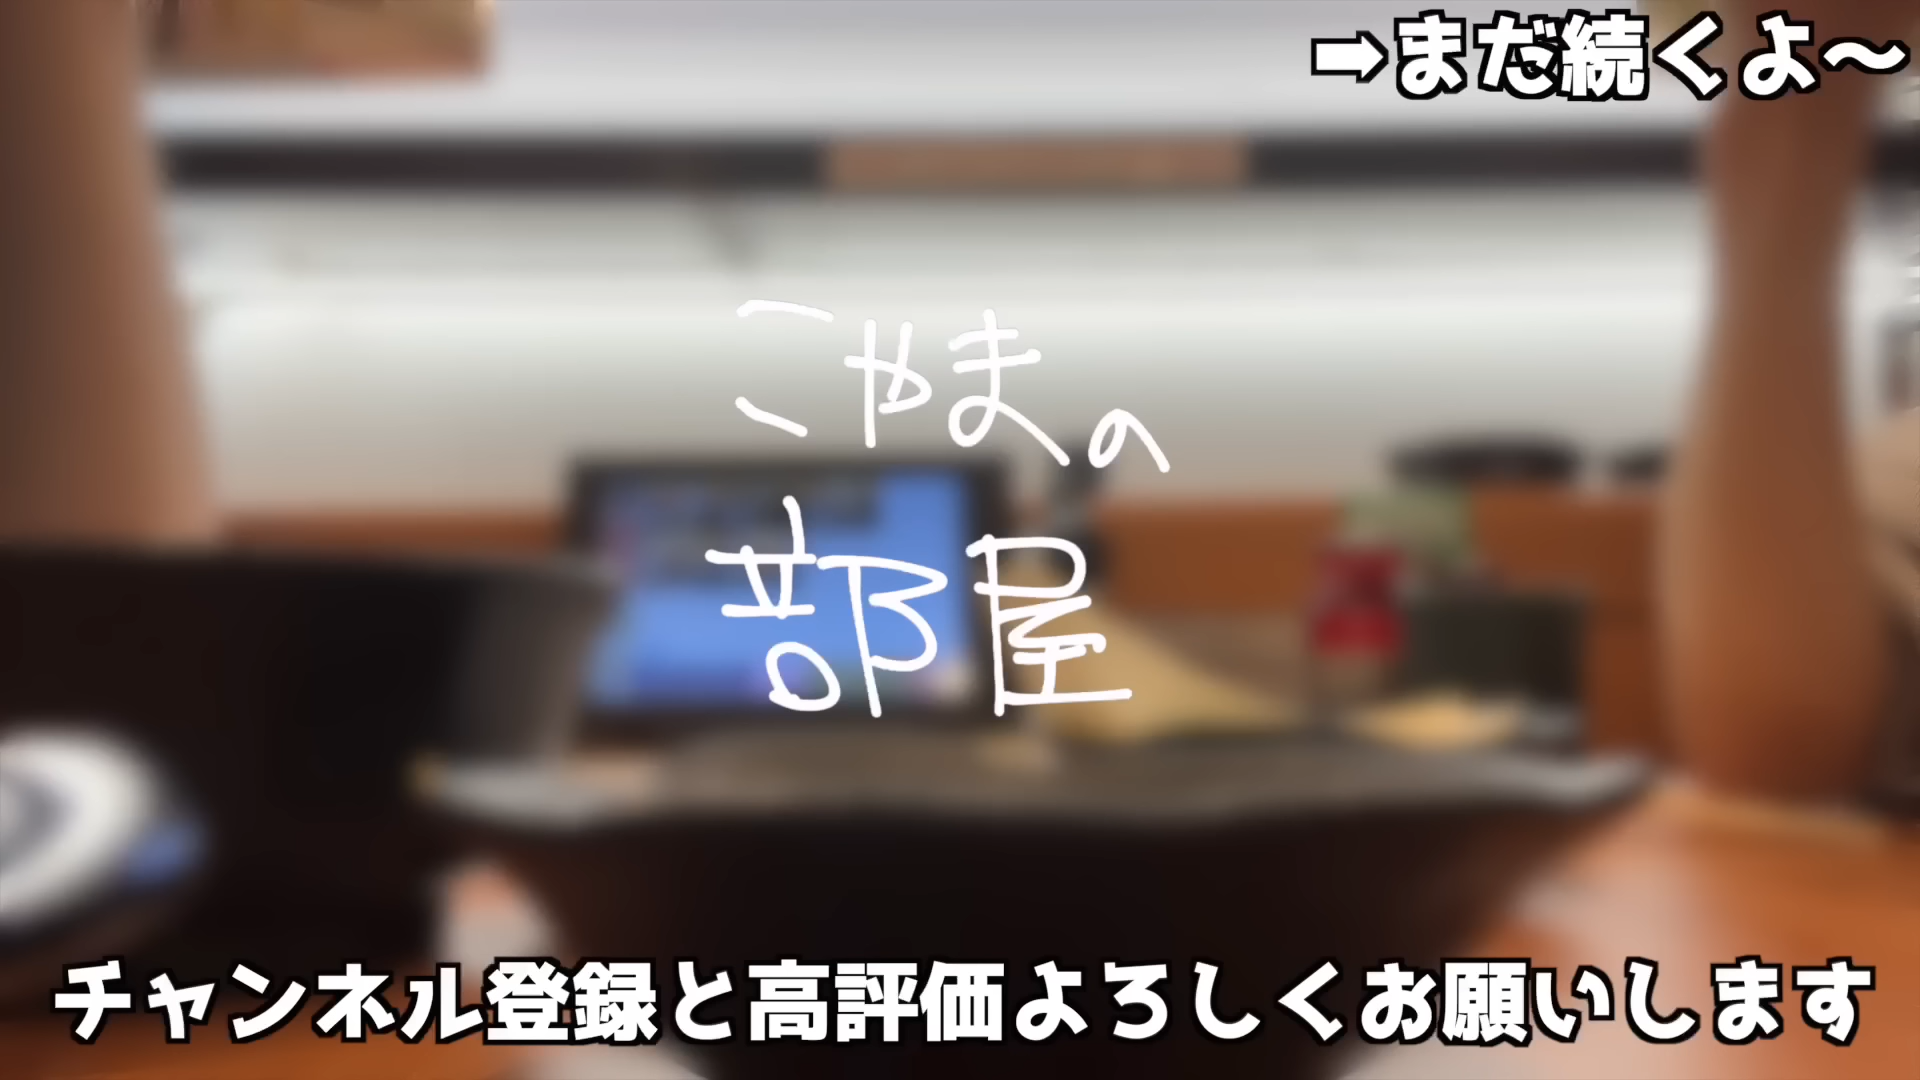 ➡まだ続くよ～
こやまの
部屋
チャンネル登録と高評価よろしくお願いします